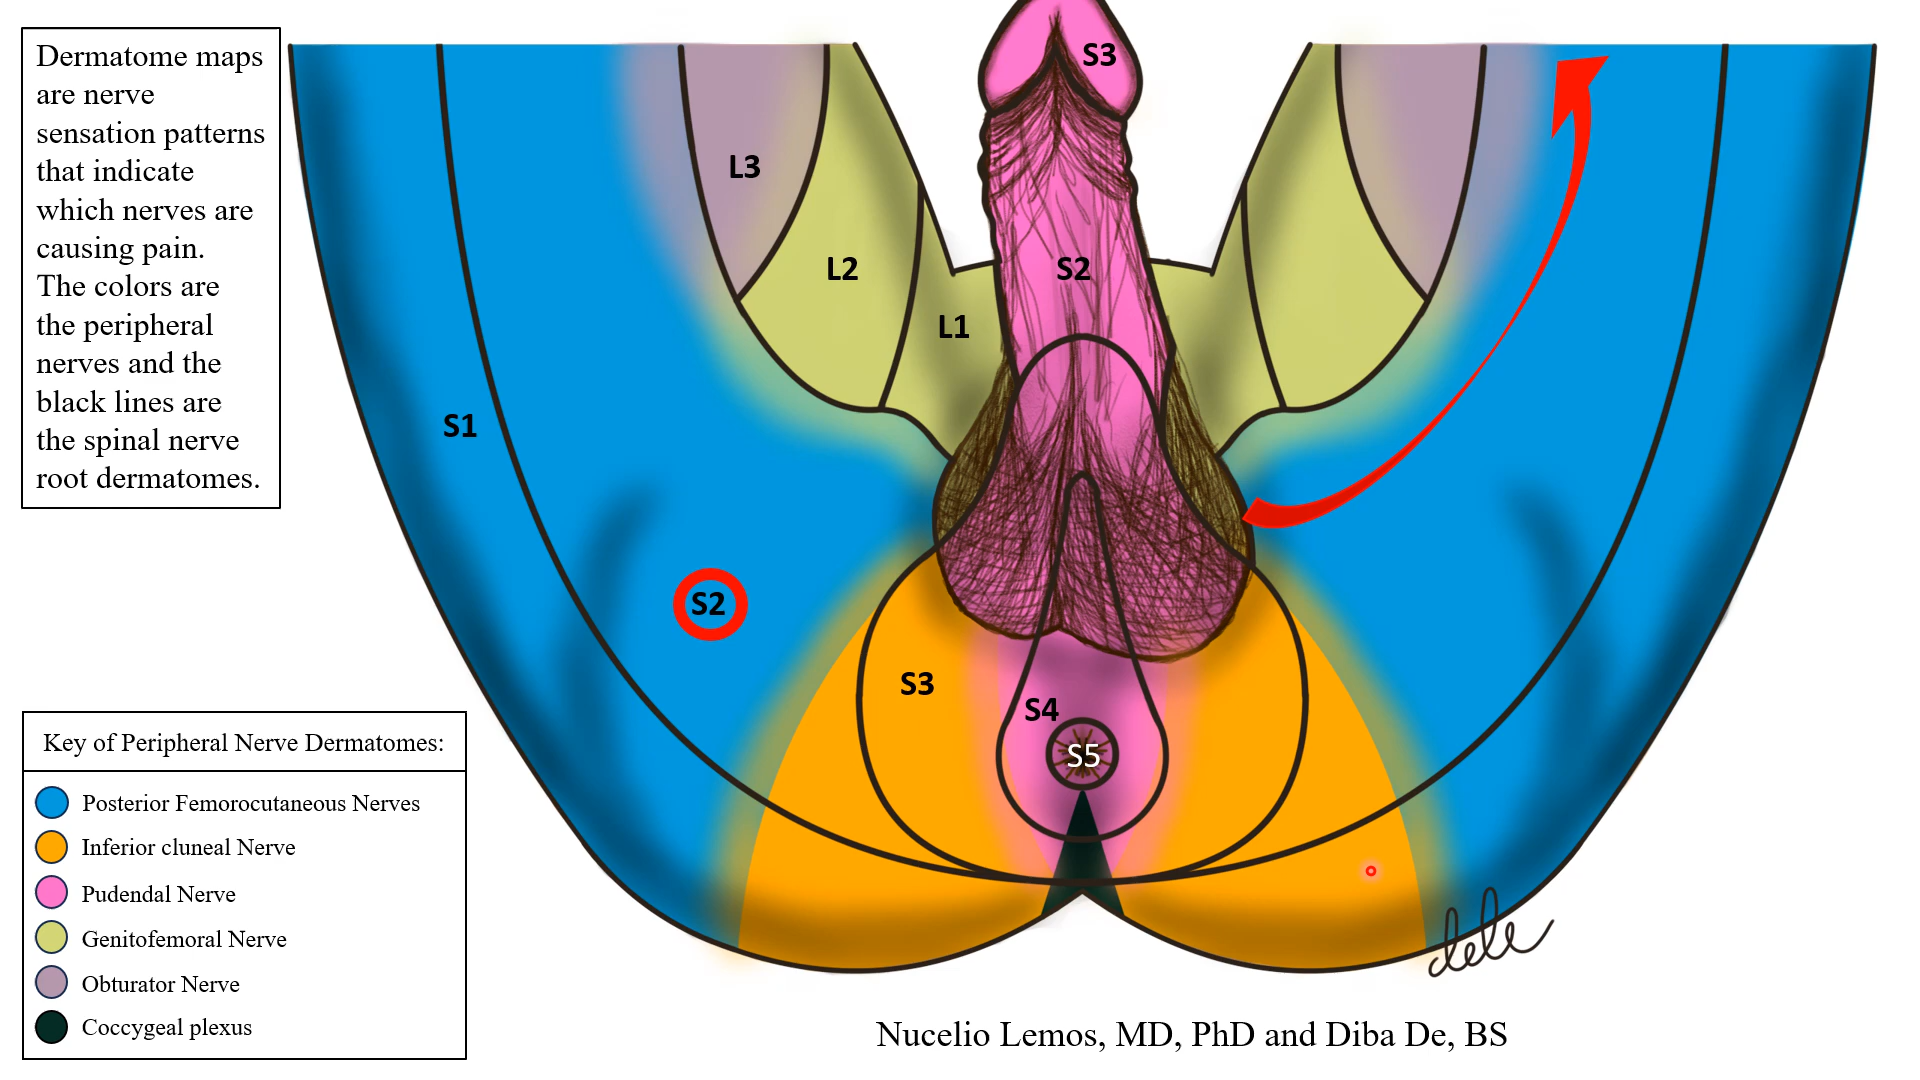 Dermatome maps
are nerve
sensation patterns
that indicate
which nerves are
causing pain.
The colors are
the peripheral
nerves and the
black lines are
the spinal nerve
root dermatomes.
S3
L3
S2
L2
L1
S1
S2
S3
S4
S5
Key of Peripheral Nerve Dermatomes:
Posterior Femorocutaneous Nerves
Inferior cluneal Nerve
Pudendal Nerve
Genitofemoral Nerve
Obturator Nerve
Coccygeal plexus
dele
Nucelio Lemos, MD, PhD and Diba De, BS